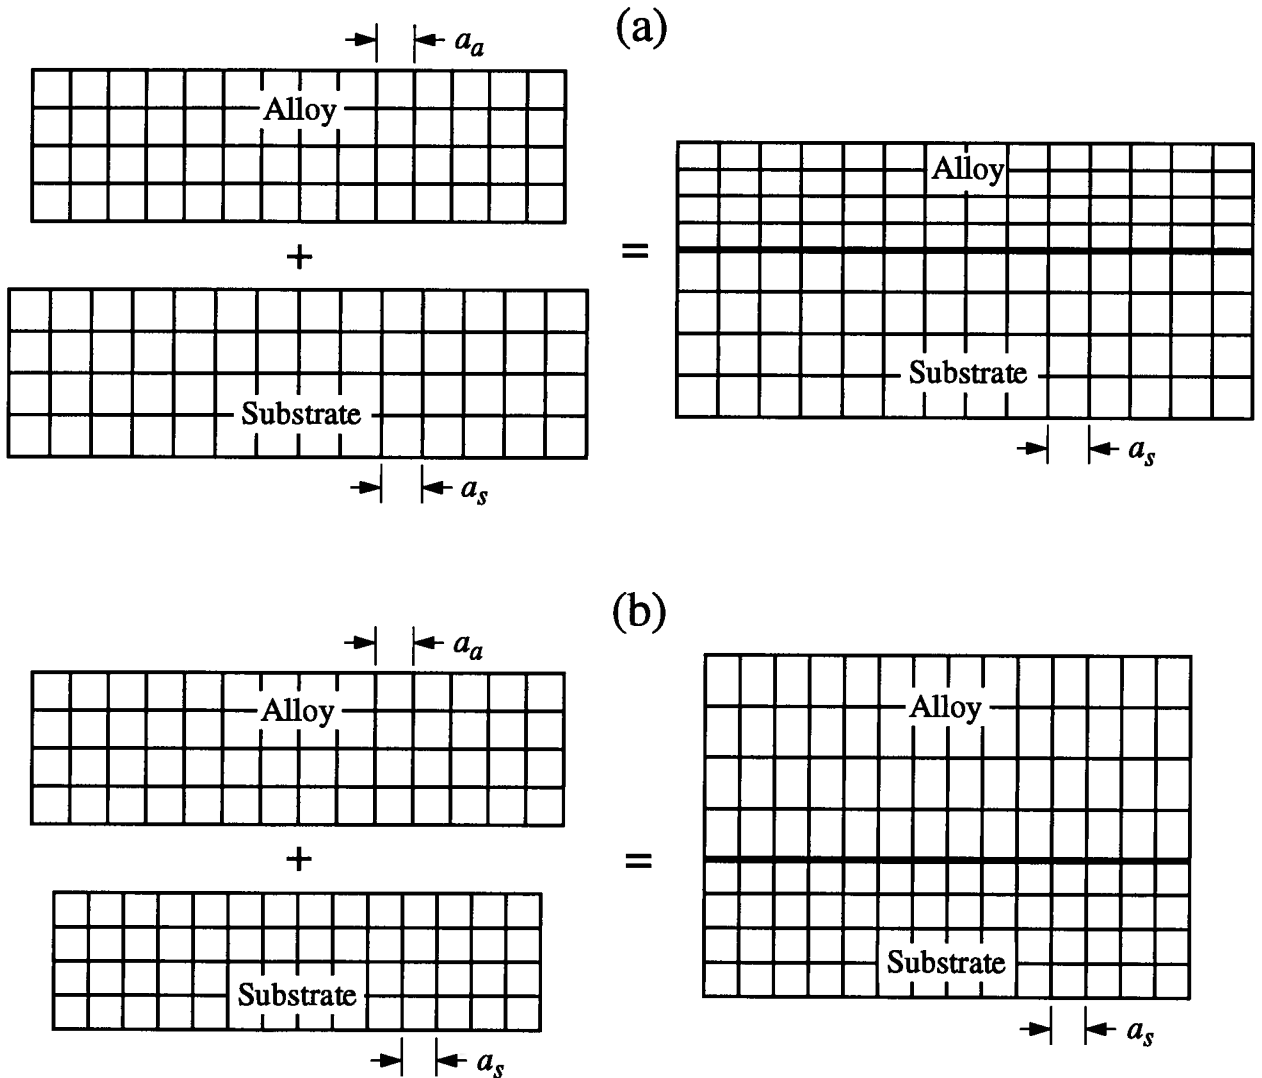 (a)
a_a
Alloy
+
Substrate
a_s
=
Alloy
Substrate
a_s
(b)
a_a
Alloy
+
Substrate
a_s
=
Alloy
Substrate
a_s